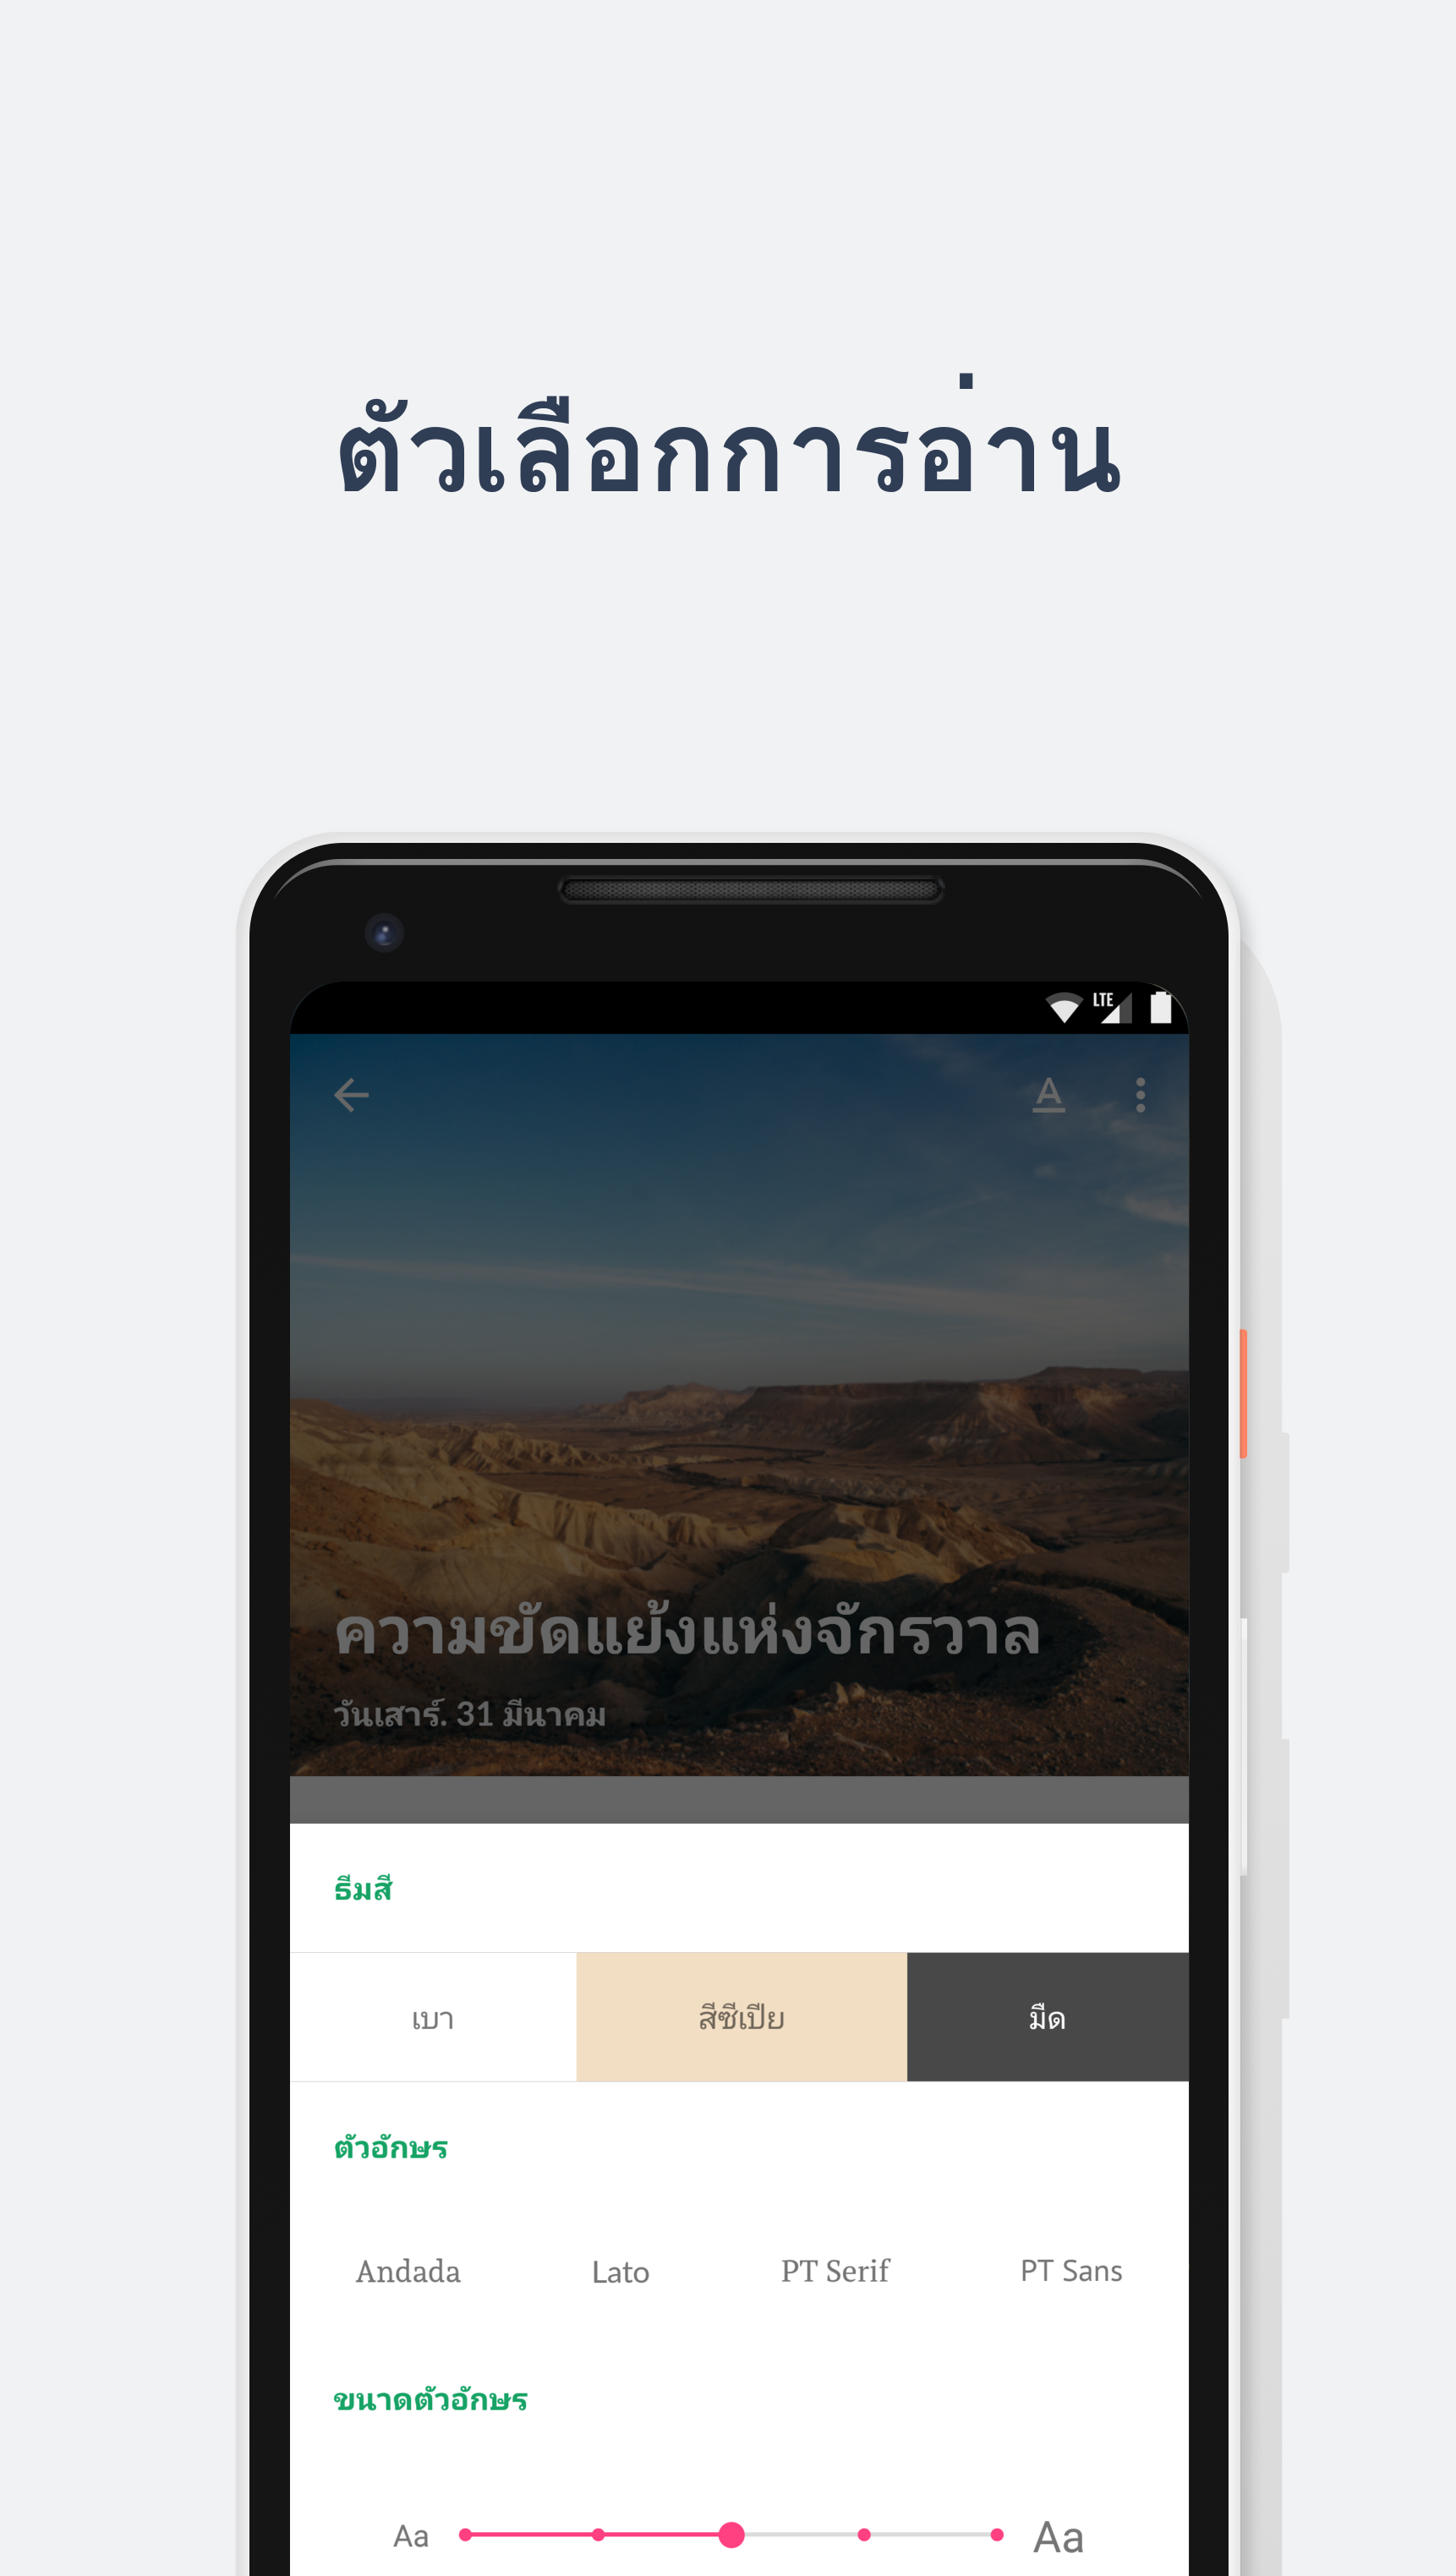 ตัวเลือกการอ่าน
LTE
A
ความขัดแย้งแห่งจักรวาล
วันเสาร์. 31 มีนาคม
ธีมสี
เบา สีซีเปีย มืด
ตัวอักษร
Andada Lato PT Serif PT Sans
ขนาดตัวอักษร
Aa Aa